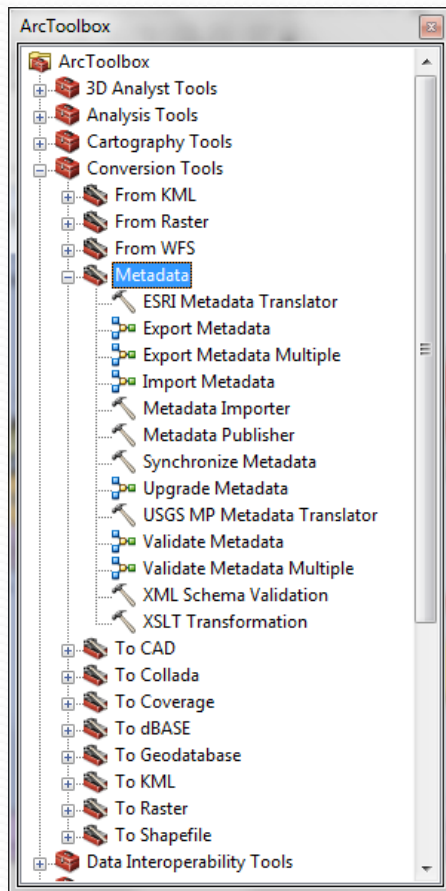 ArcToolbox
ArcToolbox
3D Analyst Tools
Analysis Tools
Cartography Tools
Conversion Tools
From KML
From Raster
From WFS
Metadata
ESRI Metadata Translator
Export Metadata
Export Metadata Multiple
Import Metadata
Metadata Importer
Metadata Publisher
Synchronize Metadata
Upgrade Metadata
USGS MP Metadata Translator
Validate Metadata
Validate Metadata Multiple
XML Schema Validation
XSLT Transformation
To CAD
To Collada
To Coverage
To dBASE
To Geodatabase
To KML
To Raster
To Shapefile
Data Interoperability Tools